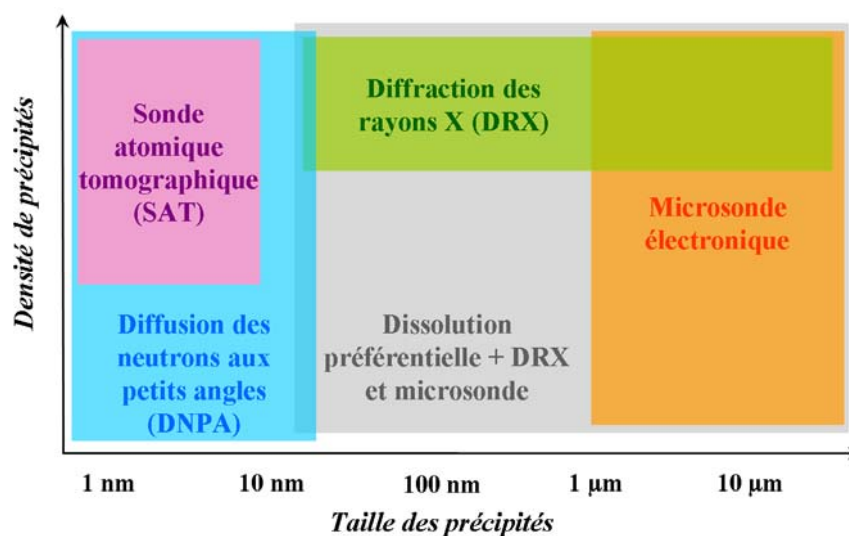 Densité de précipités
Sonde
atomique
tomographique
(SAT)
Diffraction des
rayons X (DRX)
Microsonde
électronique
Diffusion des
neutrons aux
petits angles
(DNPA)
Dissolution
préférentielle + DRX
et microsonde
1 nm 10 nm 100 nm 1 µm 10 µm
Taille des précipités